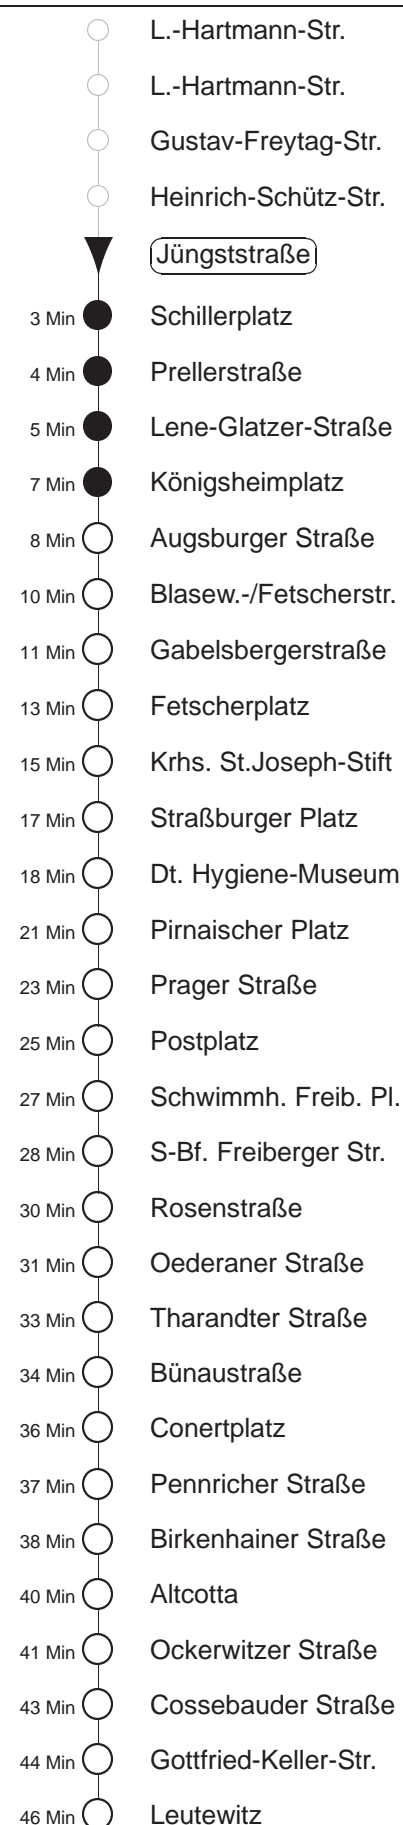 L.-Hartmann-Str.
L.-Hartmann-Str.
Gustav-Freytag-Str.
Heinrich-Schütz-Str.
Jüngststraße
3 Min Schillerplatz
4 Min Prellerstraße
5 Min Lene-Glatzer-Straße
7 Min Königsheimplatz
8 Min Augsburger Straße
10 Min Blasew.-/Fetscherstr.
11 Min Gabelsbergerstraße
13 Min Fetscherplatz
15 Min Krhs. St.Joseph-Stift
17 Min Straßburger Platz
18 Min Dt. Hygiene-Museum
21 Min Pirnaischer Platz
23 Min Prager Straße
25 Min Postplatz
27 Min Schwimmh. Freib. Pl.
28 Min S-Bf. Freiberger Str.
30 Min Rosenstraße
31 Min Oederaner Straße
33 Min Tharandter Straße
34 Min Bünaustraße
36 Min Conertplatz
37 Min Pennricher Straße
38 Min Birkenhainer Straße
40 Min Altcotta
41 Min Ockerwitzer Straße
43 Min Cossebauder Straße
44 Min Gottfried-Keller-Str.
46 Min Leutewitz